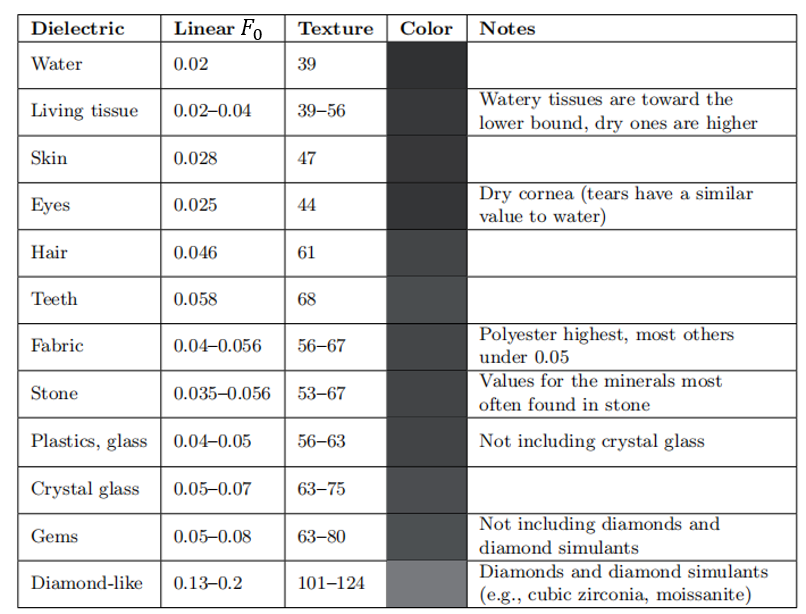 Dielectric Linear F₀ Texture Color Notes
Water 0.02 39
Living tissue 0.02–0.04 39–56 Watery tissues are toward the
lower bound, dry ones are higher
Skin 0.028 47
Eyes 0.025 44 Dry cornea (tears have a similar
value to water)
Hair 0.046 61
Teeth 0.058 68
Fabric 0.04–0.056 56–67 Polyester highest, most others
under 0.05
Stone 0.035–0.056 53–67 Values for the minerals most
often found in stone
Plastics, glass 0.04–0.05 56–63 Not including crystal glass
Crystal glass 0.05–0.07 63–75
Gems 0.05–0.08 63–80 Not including diamonds and
diamond simulants
Diamond-like 0.13–0.2 101–124 Diamonds and diamond simulants
(e.g., cubic zirconia, moissanite)